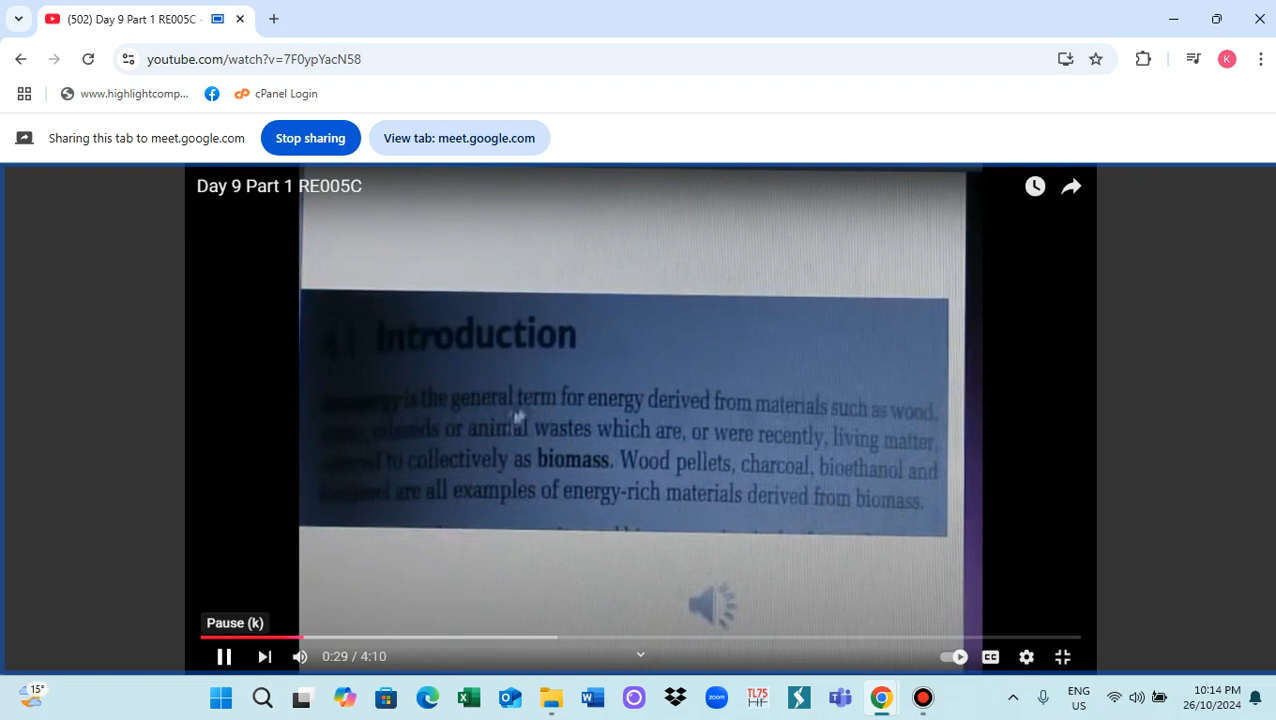 (502) Day 9 Part 1 RE005C -
youtube.com/watch?v=7F0ypYacN58
K
www.highlightcomp...
cPanel Login
Sharing this tab to meet.google.com
Stop sharing
View tab: meet.google.com
Day 9 Part 1 RE005C
Introduction
is the general term for energy derived from materials such as wood,
or animal wastes which are, or were recently, living matter,
to collectively as biomass. Wood pellets, charcoal, bioethanol and
are all examples of energy-rich materials derived from biomass.
Pause (k)
0:29 / 4:10
CC
15°
zoom
TL75
HF
ENG
US
10:14 PM
26/10/2024